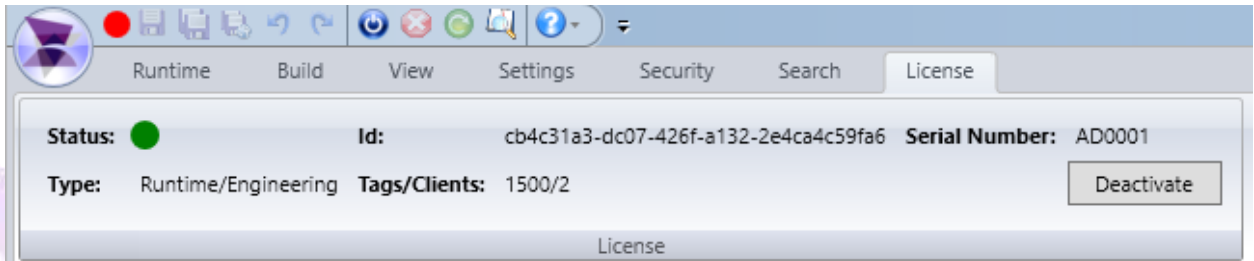 Runtime Build View Settings Security Search License
Status: Id: cb4c31a3-dc07-426f-a132-2e4ca4c59fa6 Serial Number: AD0001
Type: Runtime/Engineering Tags/Clients: 1500/2 Deactivate
License